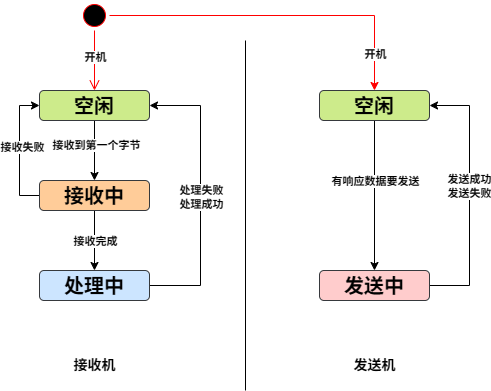 开机
开机
空闲
空闲
接收失败
接收到第一个字节
有响应数据要发送
发送成功
发送失败
处理失败
处理成功
接收中
接收完成
处理中
发送中
接收机
发送机